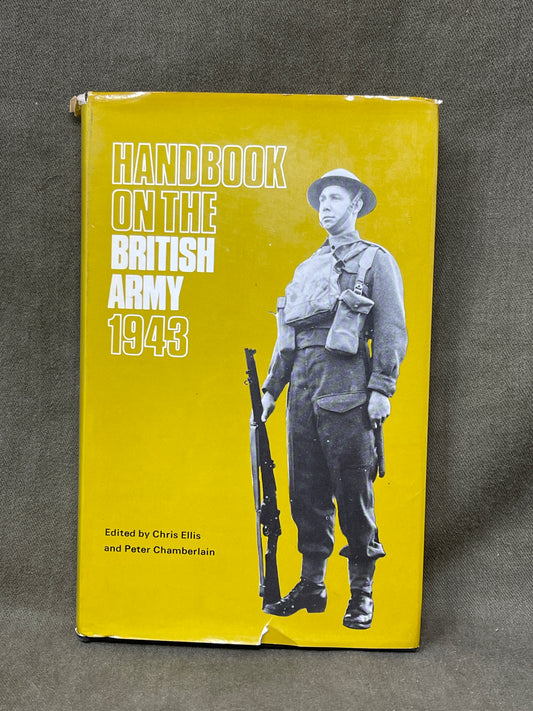 HANDBOOK
ON THE
BRITISH
ARMY
1943
Edited by Chris Ellis
and Peter Chamberlain